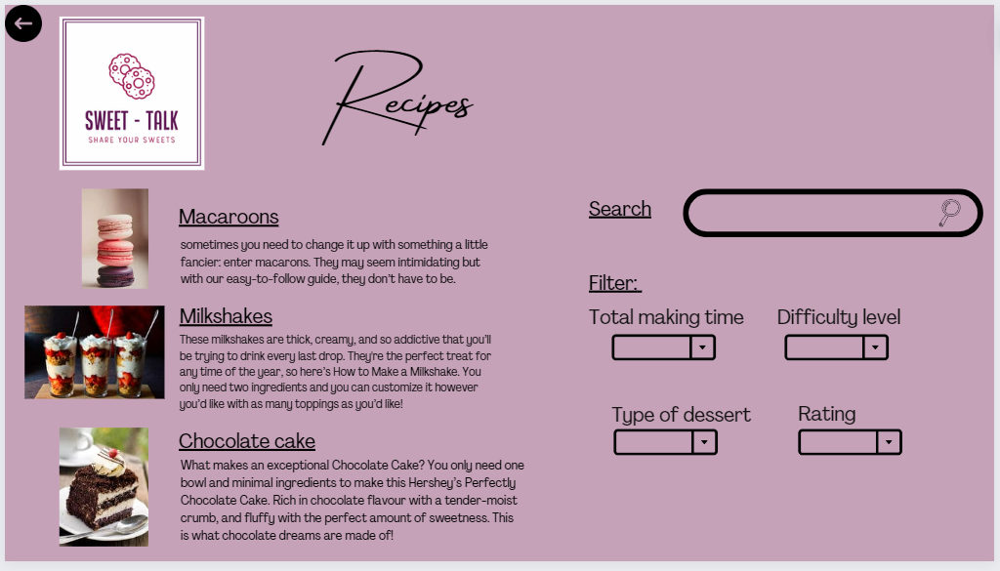 SWEET - TALK
SHARE YOUR SWEETS
Recipes
Macaroons
sometimes you need to change it up with something a little
fancier: enter macarons. They may seem intimidating but
with our easy-to-follow guide, they don't have to be.
Milkshakes
These milkshakes are thick, creamy, and so addictive that you'll
be trying to drink every last drop. They're the perfect treat for
any time of the year, so here's How to Make a Milkshake. You
only need two ingredients and you can customize it however
you'd like with as many toppings as you'd like!
Chocolate cake
What makes an exceptional Chocolate Cake? You only need one
bowl and minimal ingredients to make this Hershey's Perfectly
Chocolate Cake. Rich in chocolate flavour with a tender-moist
crumb, and fluffy with the perfect amount of sweetness. This
is what chocolate dreams are made of!
Search
Filter:
Total making time
Difficulty level
Type of dessert
Rating